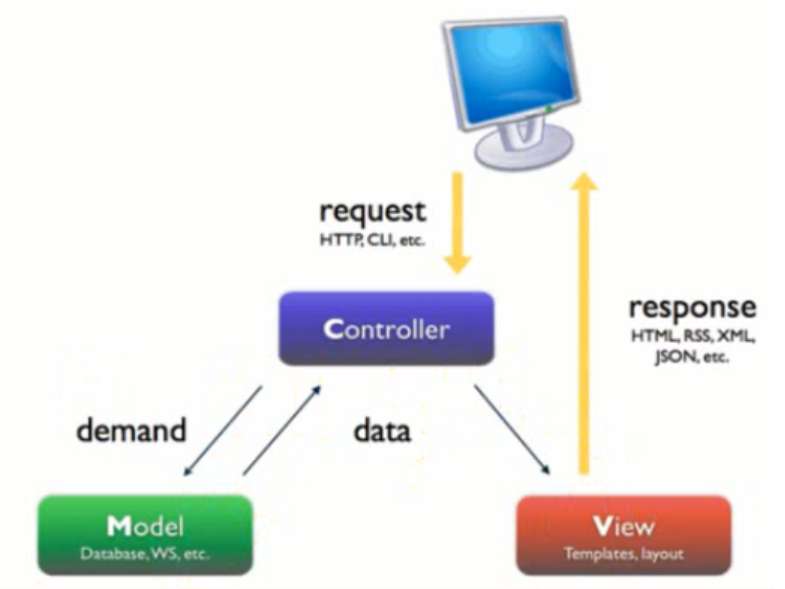 request
HTTP, CLI, etc.
Controller
response
HTML, RSS, XML,
JSON, etc.
demand
data
Model
Database, WS, etc.
View
Templates, layout